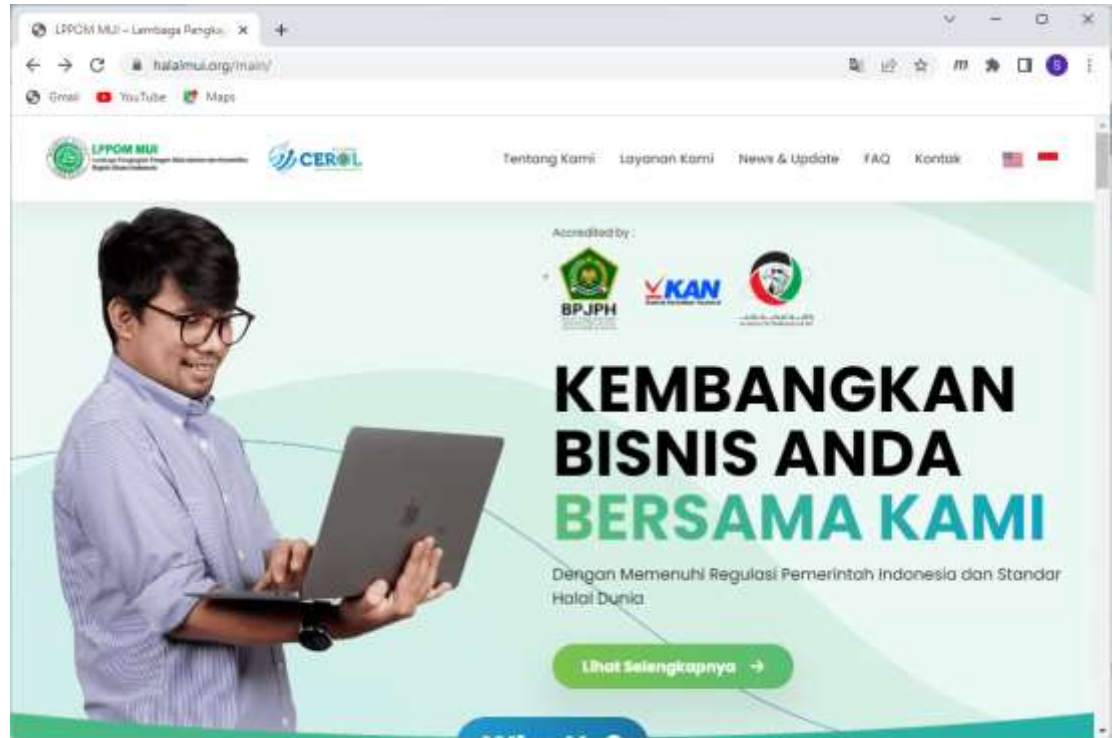 LPPOM MUI – Lembaga Pengka
halalmui.org/main/
Gmail YouTube Maps
LPPOM MUI
CEROL
Tentang Kami Layanan Kami News & Update FAQ Kontak
Accredited by :
BPJPH
KAN
KEMBANGKAN
BISNIS ANDA
BERSAMA KAMI
Dengan Memenuhi Regulasi Pemerintah Indonesia dan Standar
Halal Dunia
Lihat Selengkapnya →